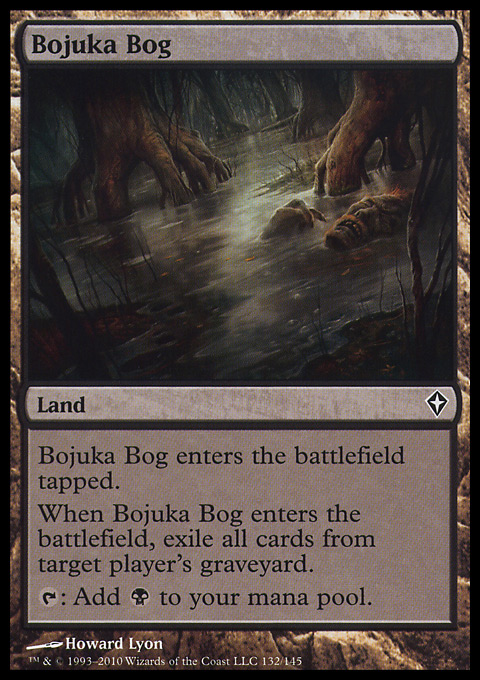 Bojuka Bog
Land
Bojuka Bog enters the battlefield
tapped.
When Bojuka Bog enters the
battlefield, exile all cards from
target player's graveyard.
: Add to your mana pool.
Howard Lyon
™ & © 1993–2010 Wizards of the Coast LLC 132/145